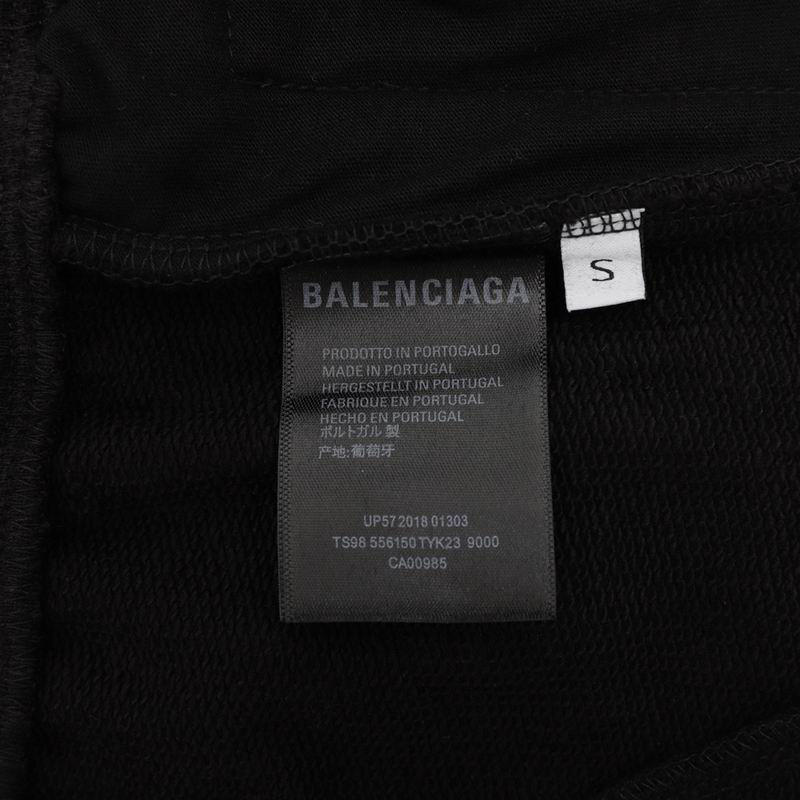 BALENCIAGA
S
PRODOTTO IN PORTOGALLO
MADE IN PORTUGAL
HERGESTELLT IN PORTUGAL
FABRIQUE EN PORTUGAL
HECHO EN PORTUGAL
ポルトガル 製
产地:葡萄牙
UP57 2018 01303
TS98 556150 TYK23 9000
CA00985